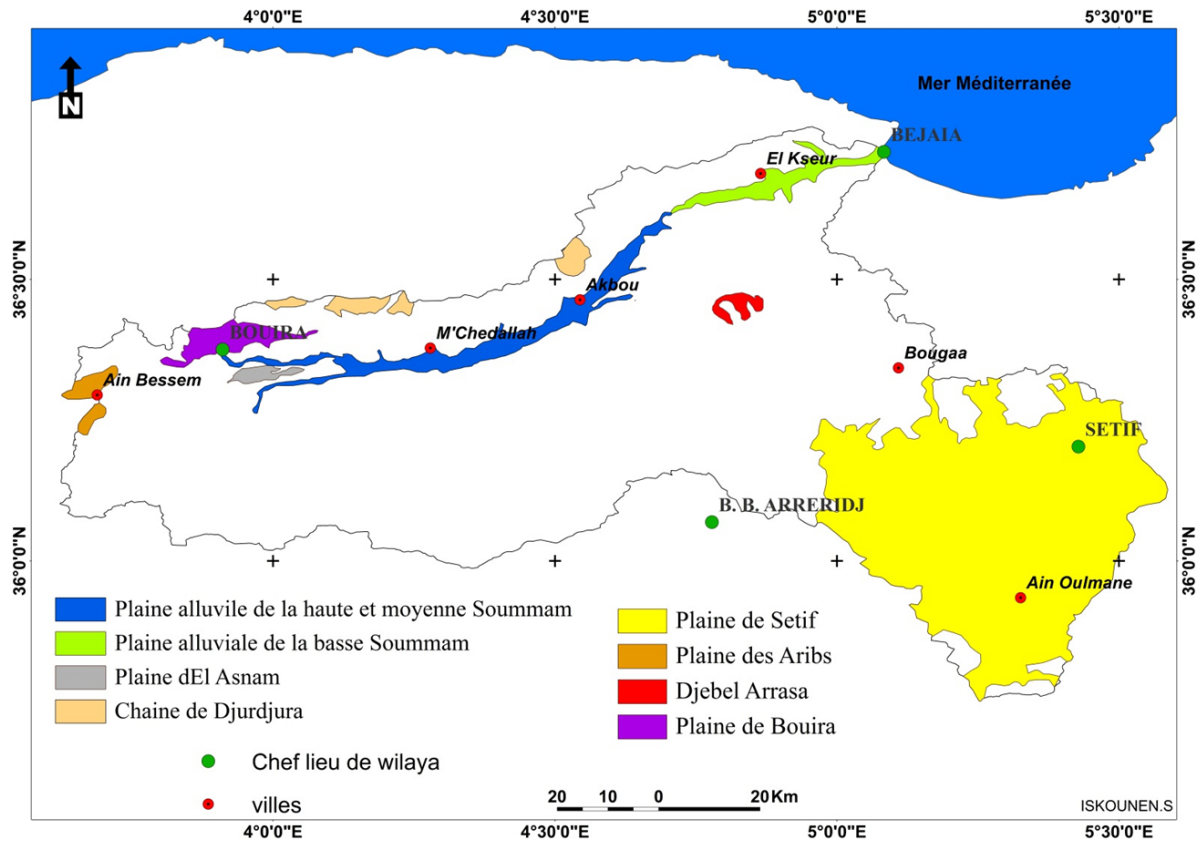 4°0'0"E 4°30'0"E 5°0'0"E 5°30'0"E
Mer Méditerranée
N
BEJAIA
El Kseur
36°30'0"N 36°30'0"N
Akbou
BOUIRA
M'Chedallah
Bougaa
Ain Bessem
SETIF
B. B. ARRERIDJ
36°0'0"N 36°0'0"N
Ain Oulmane
Plaine alluvile de la haute et moyenne Soummam
Plaine alluviale de la basse Soummam
Plaine dEl Asnam
Chaine de Djurdjura
Plaine de Setif
Plaine des Aribs
Djebel Arrasa
Plaine de Bouira
Chef lieu de wilaya
villes
20 10 0 20 Km
ISKOUNEN.S
4°0'0"E 4°30'0"E 5°0'0"E 5°30'0"E